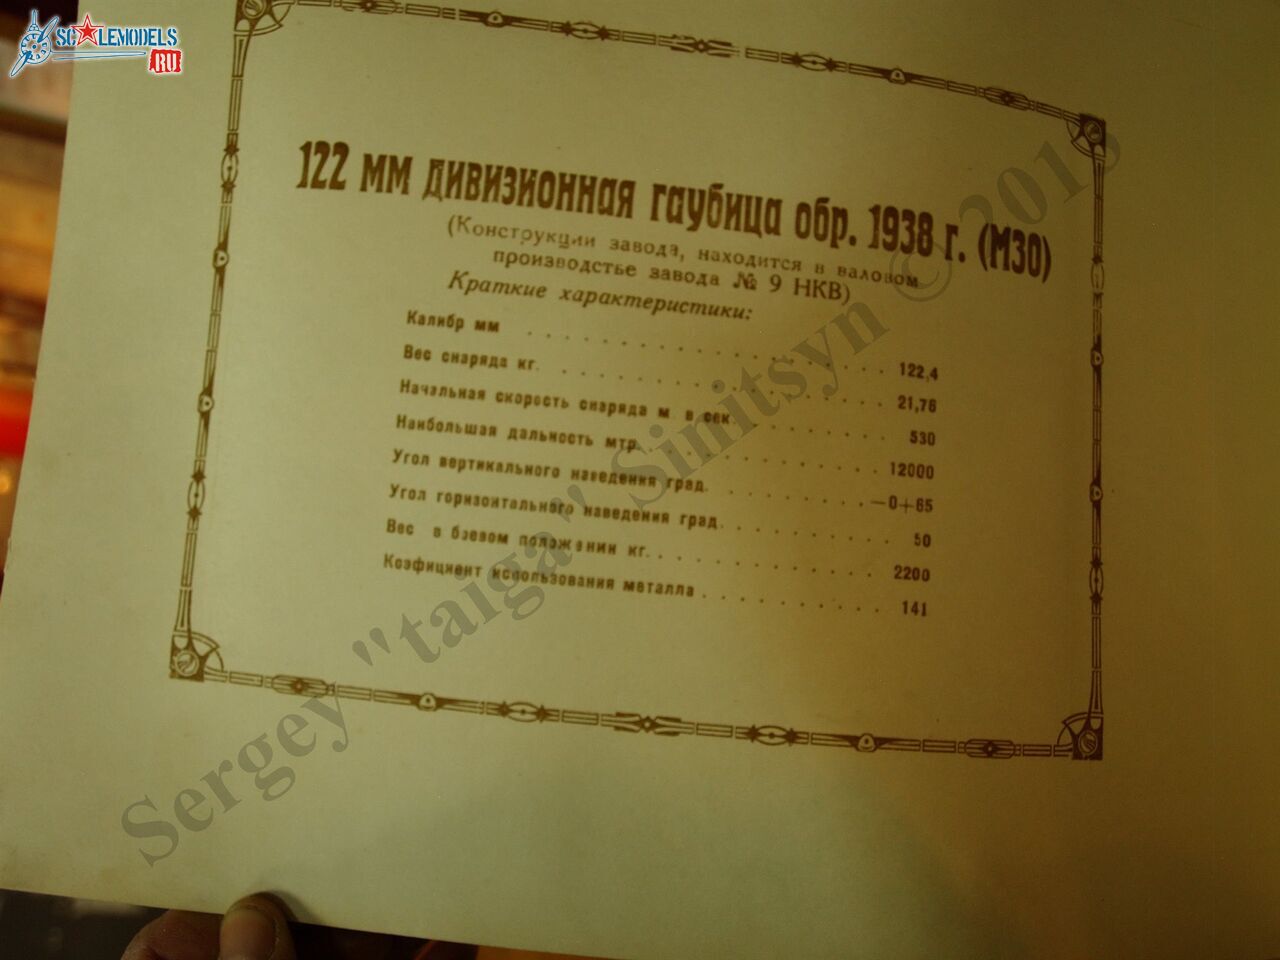 SCALEMODELS
RU
122 мм дивизионная гаубица обр. 1938 г. (М30)
(Конструкции завода, находится в валовом
производстве завода № 9 НКВ)
Краткие характеристики:
Калибр мм . . . . . . . . . . . . . . . . . . 122,4
Вес снаряда кг. . . . . . . . . . . . . . . . 21,76
Начальная скорость снаряда м в сек. . . . . . . . 530
Наибольшая дальность мтр. . . . . . . . . . . 12000
Угол вертикального наведения град. . . . . . . . —0+65
Угол горизонтального наведения град. . . . . . . . 50
Вес в боевом положении кг. . . . . . . . . . . 2200
Коэфициент использования металла . . . . . . . . 141
Sergey "taiga" Sinitsyn © 2013